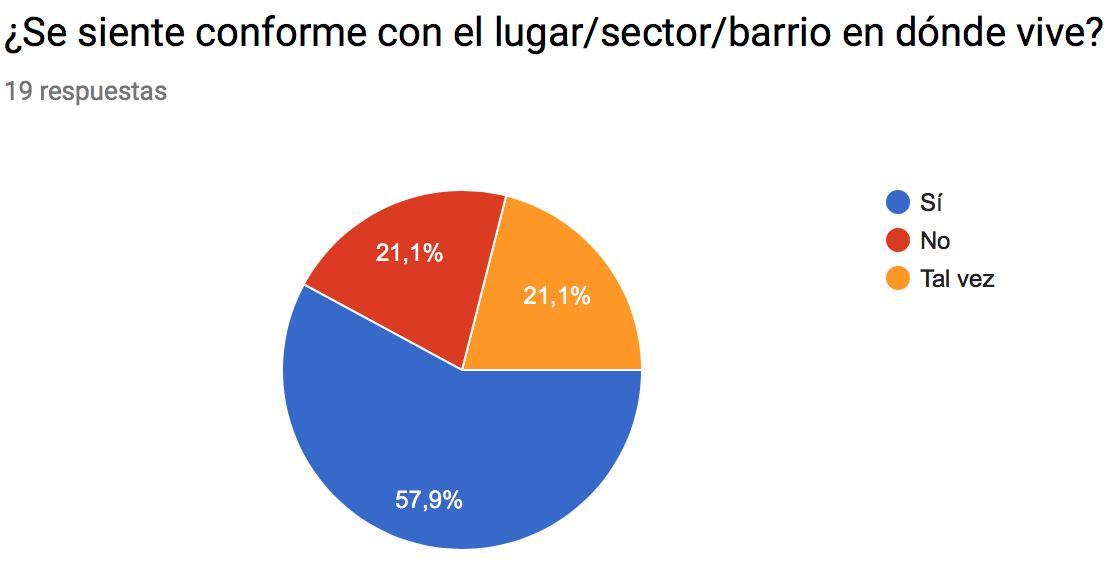 ¿Se siente conforme con el lugar/sector/barrio en dónde vive?
19 respuestas
Sí
No
Tal vez
21,1%
21,1%
57,9%